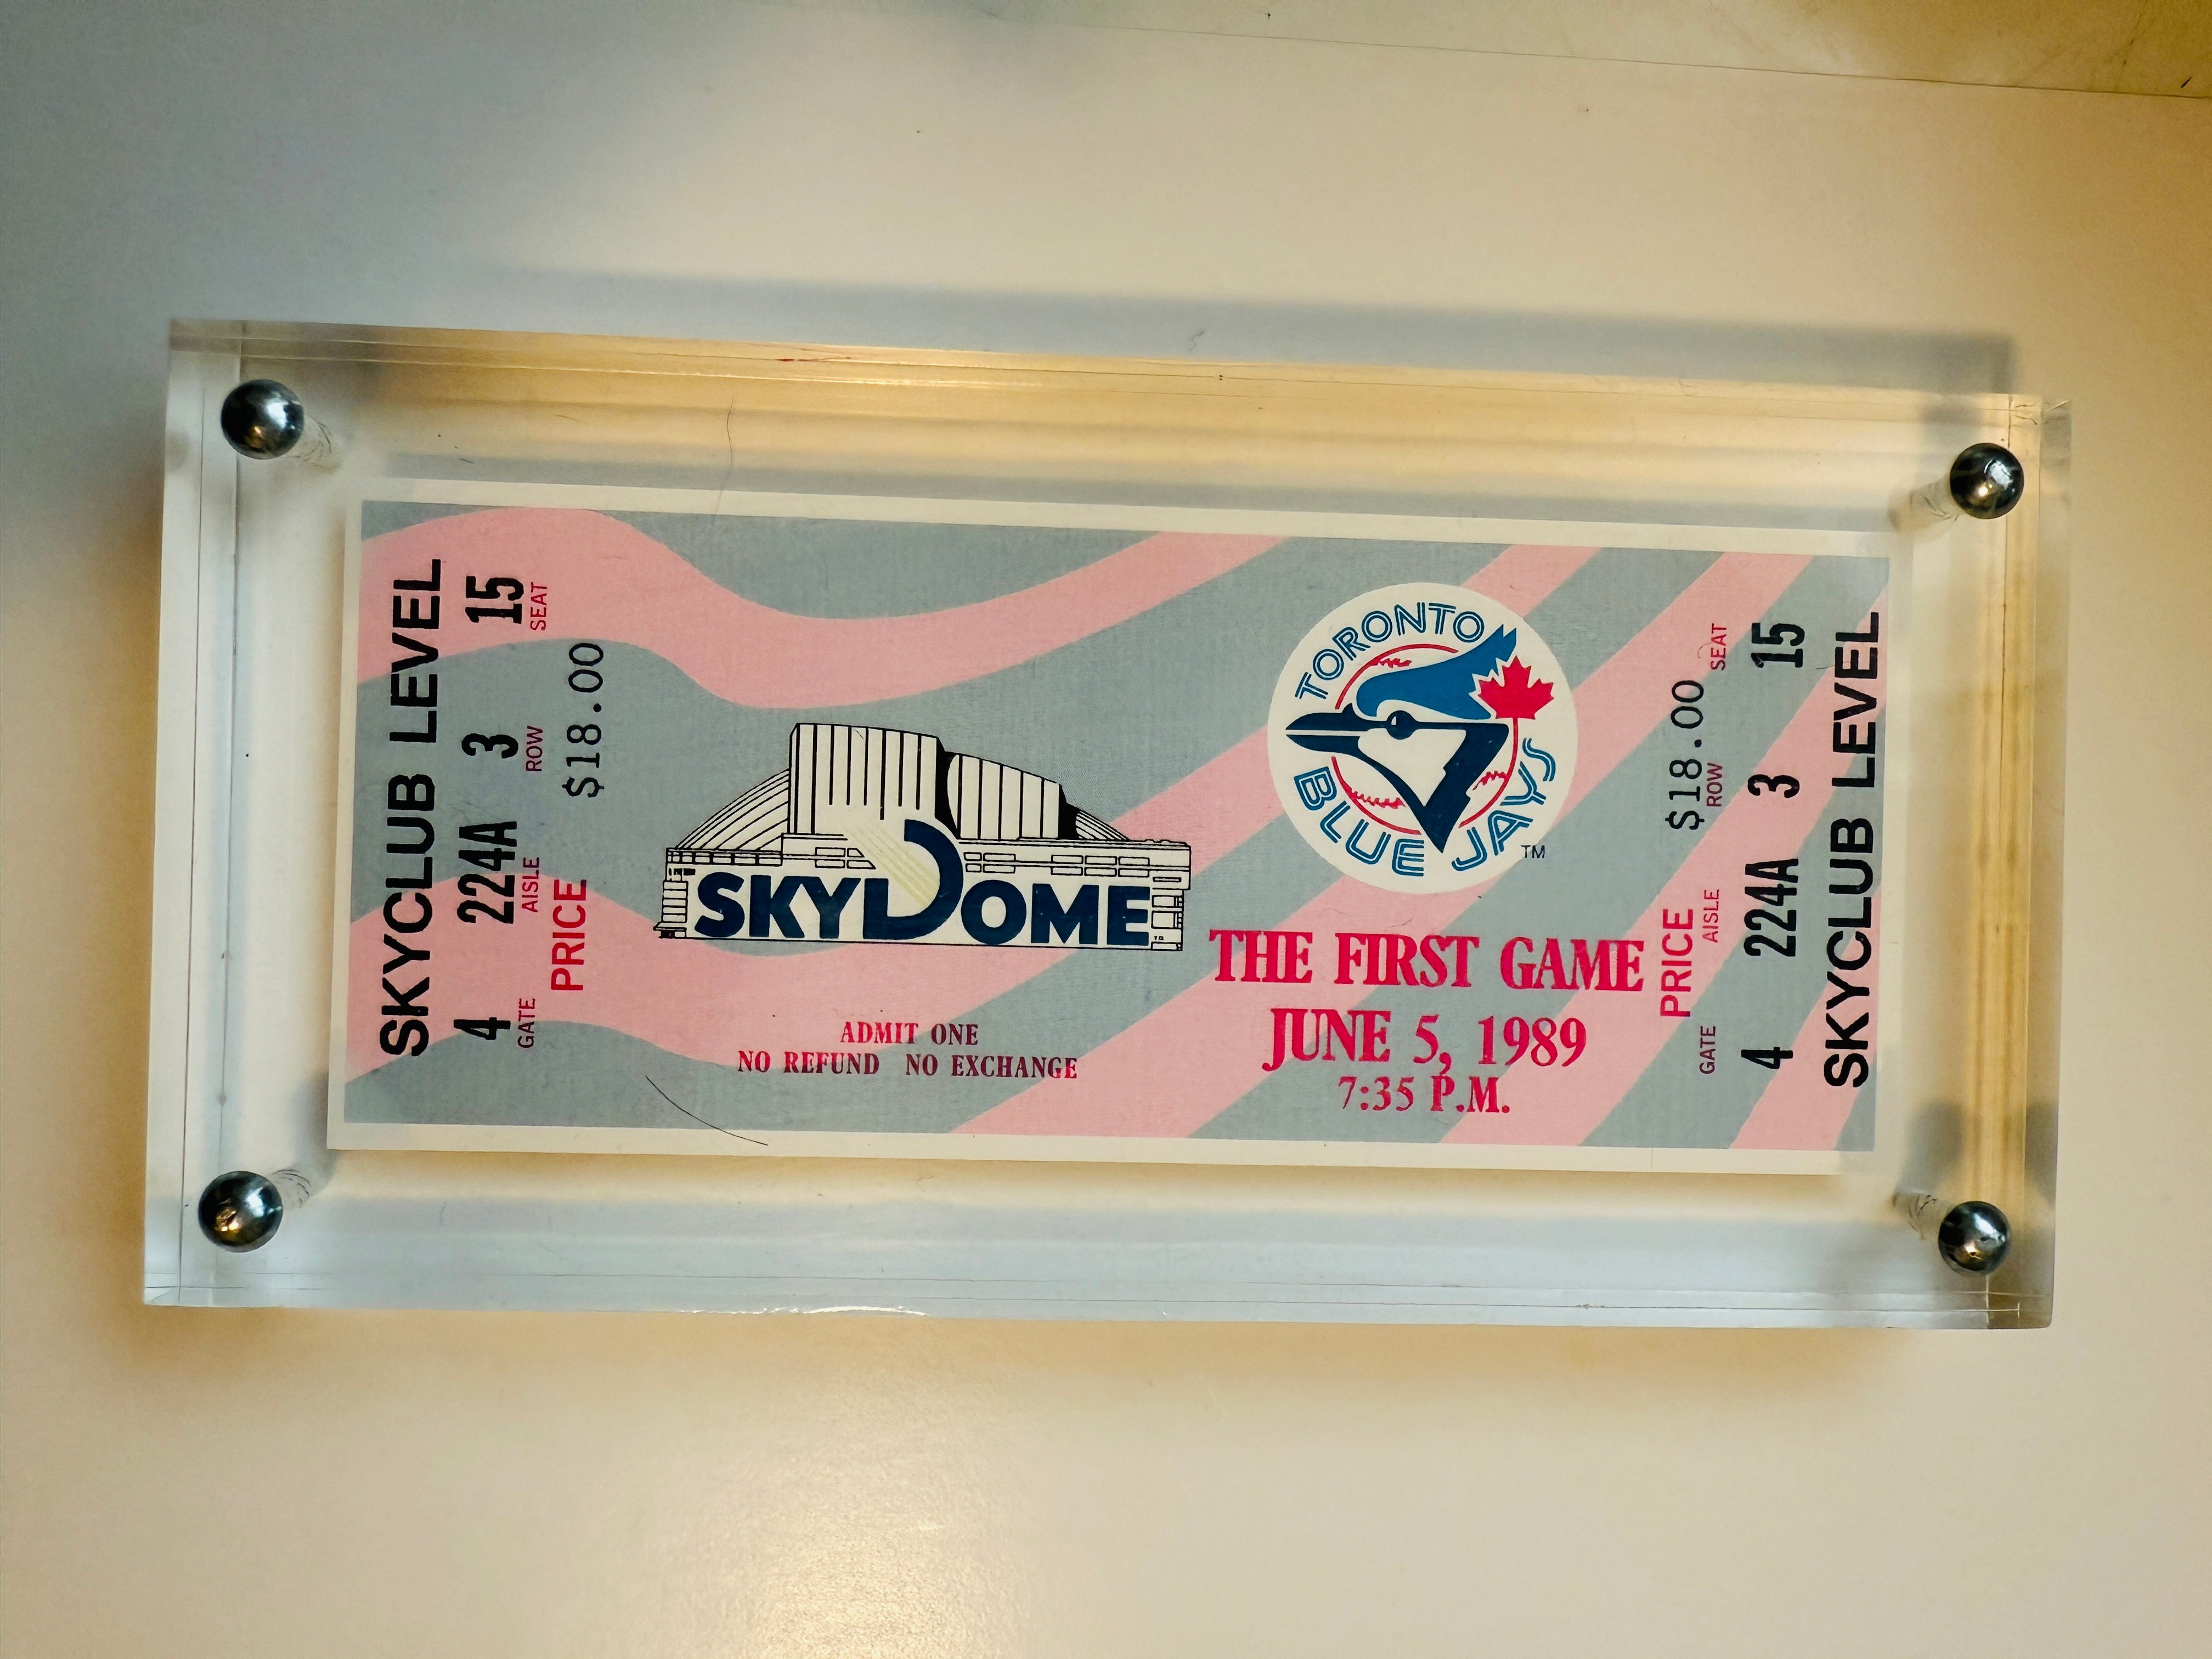 SKYCLUB LEVEL
4 224A 3 15
GATE AISLE ROW SEAT
PRICE $18.00
SKYDOME
ADMIT ONE
NO REFUND NO EXCHANGE
TORONTO
BLUE JAYS
TM
THE FIRST GAME
JUNE 5, 1989
7:35 P.M.
PRICE $18.00
GATE AISLE ROW SEAT
4 224A 3 15
SKYCLUB LEVEL